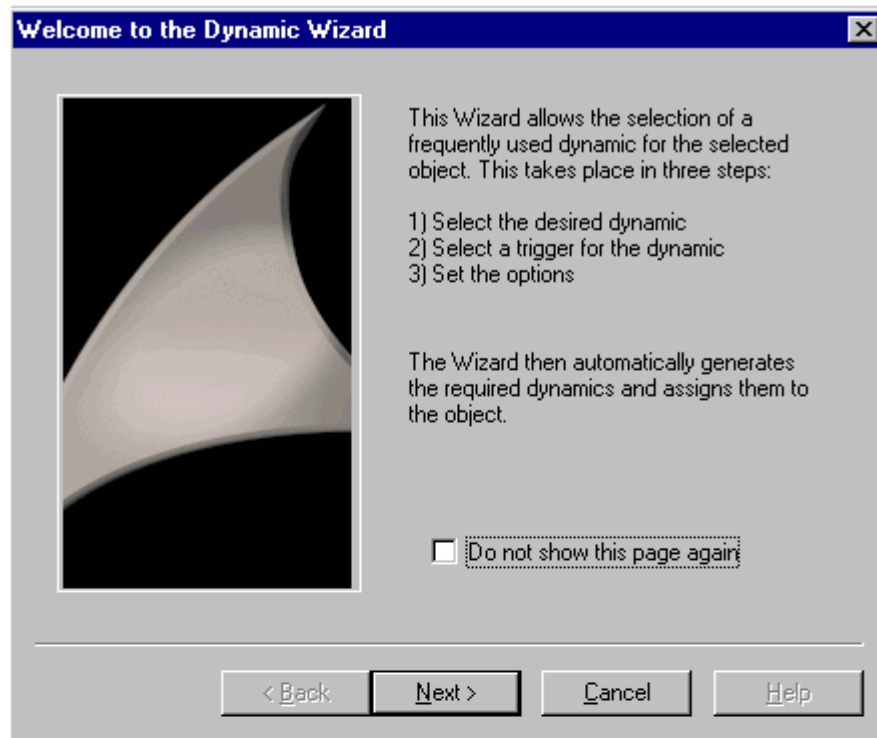 Welcome to the Dynamic Wizard
This Wizard allows the selection of a
frequently used dynamic for the selected
object. This takes place in three steps:
1) Select the desired dynamic
2) Select a trigger for the dynamic
3) Set the options
The Wizard then automatically generates
the required dynamics and assigns them to
the object.
Do not show this page again
< Back
Next >
Cancel
Help